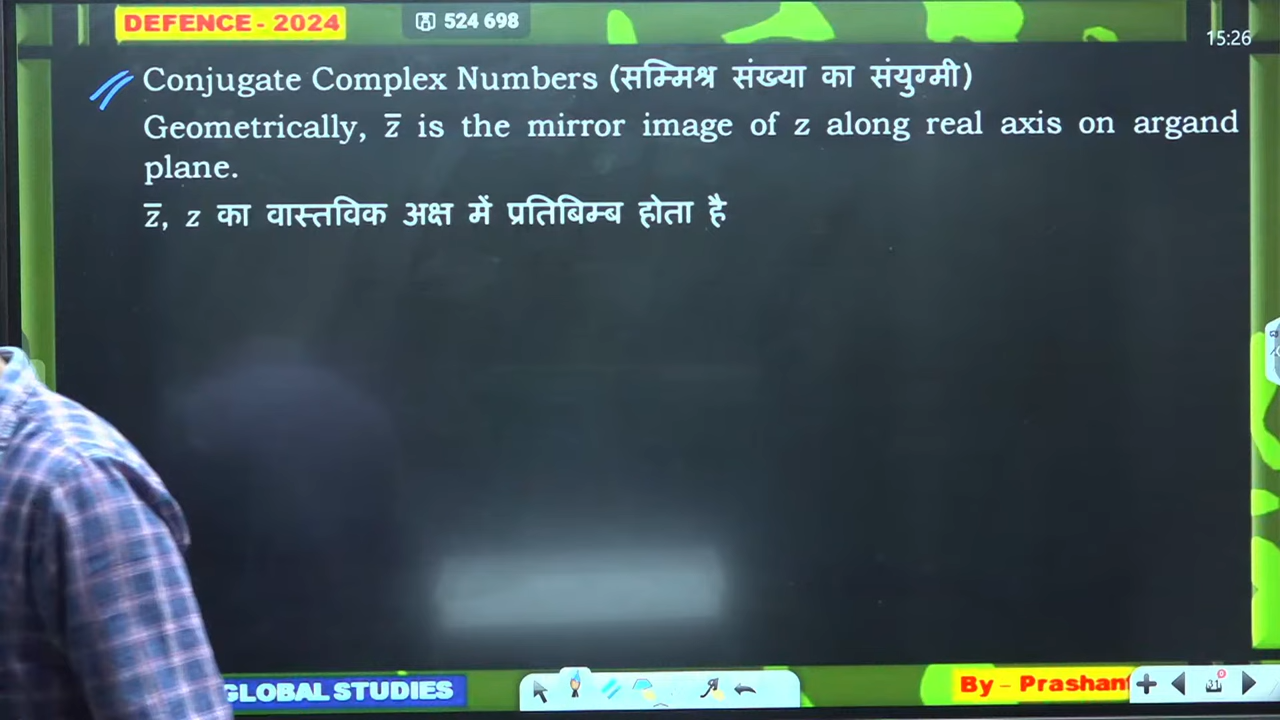 DEFENCE - 2024
524 698
15:26
Conjugate Complex Numbers (सम्मिश्र संख्या का संयुग्मी)
Geometrically, z̅ is the mirror image of z along real axis on argand
plane.
z̅, z का वास्तविक अक्ष में प्रतिबिम्ब होता है
GLOBAL STUDIES
By – Prashan
31